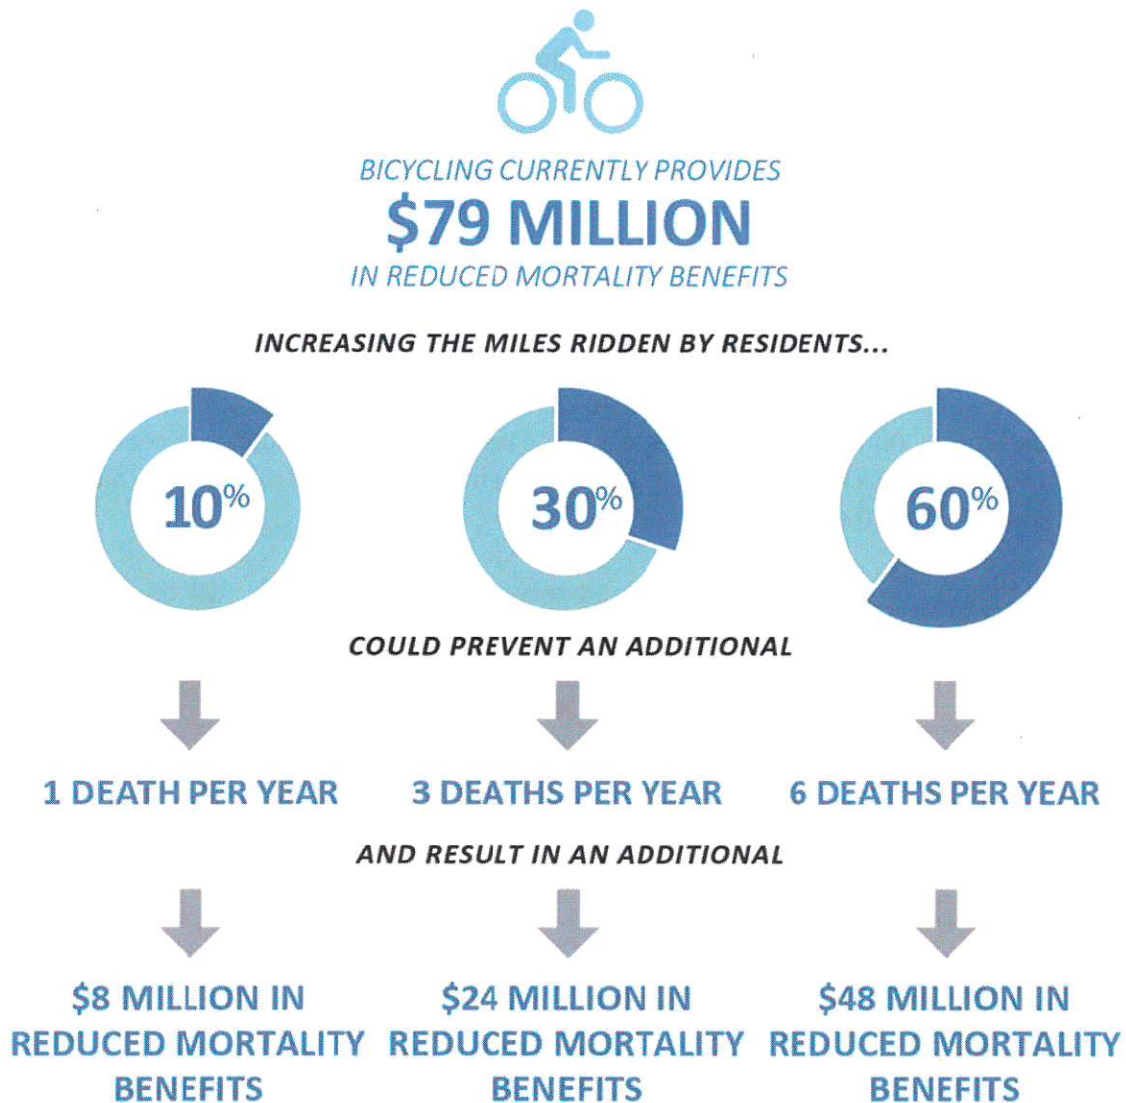 BICYCLING CURRENTLY PROVIDES
$79 MILLION
IN REDUCED MORTALITY BENEFITS
INCREASING THE MILES RIDDEN BY RESIDENTS...
10%
30%
60%
COULD PREVENT AN ADDITIONAL
1 DEATH PER YEAR
3 DEATHS PER YEAR
6 DEATHS PER YEAR
AND RESULT IN AN ADDITIONAL
$8 MILLION IN
REDUCED MORTALITY
BENEFITS
$24 MILLION IN
REDUCED MORTALITY
BENEFITS
$48 MILLION IN
REDUCED MORTALITY
BENEFITS